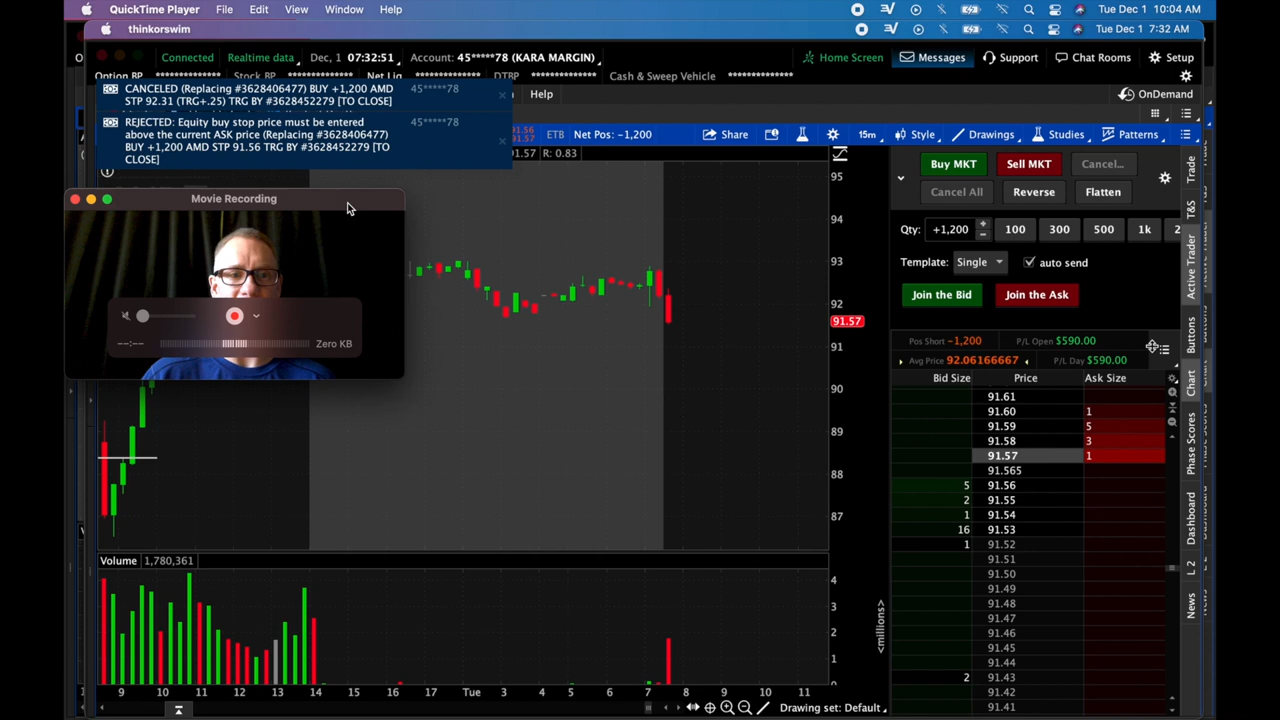 QuickTime Player File Edit View Window Help Tue Dec 1 10:04 AM
thinkorswim Tue Dec 1 7:32 AM
Connected Realtime data Dec, 1 07:32:51 Account: 45*****78 (KARA MARGIN) Home Screen Messages Support Chat Rooms Setup
Option BP ************** Stock BP ************** Net Liq ************** DTBP ************** Cash & Sweep Vehicle **************
CANCELED (Replacing #3628406477) BUY +1,200 AMD 45*****78
STP 92.31 (TRG+.25) TRG BY #3628452279 [TO CLOSE]
Help OnDemand
REJECTED: Equity buy stop price must be entered 45*****78
above the current ASK price (Replacing #3628406477)
BUY +1,200 AMD STP 91.56 TRG BY #3628452279 [TO
CLOSE]
91.56
91.57
ETB Net Pos: -1,200 Share 15m Style Drawings Studies Patterns
91.57 R: 0.83
Movie Recording
Zero KB
--:--
95
94
93
92
91.57
90
89
88
87
Volume 1,780,361
4
3
2
1
<millions>
9 10 11 12 13 14 15 16 17 Tue 3 4 5 6 7 8 9 10 11
Drawing set: Default
Buy MKT Sell MKT Cancel...
Cancel All Reverse Flatten
Qty: +1,200 100 300 500 1k 2
Template: Single auto send
Join the Bid Join the Ask
Pos Short -1,200 P/L Open $590.00
Avg Price 92.06166667 P/L Day $590.00
Bid Size Price Ask Size
91.61
91.60 1
91.59 5
91.58 3
91.57 1
91.565
5 91.56
2 91.55
1 91.54
16 91.53
1 91.52
91.51
91.50
91.49
91.48
91.47
91.46
91.45
91.44
2 91.43
91.42
91.41
Trade
T&S
Active Trader
Buttons
Chart
Phase Scores
Dashboard
L 2
News